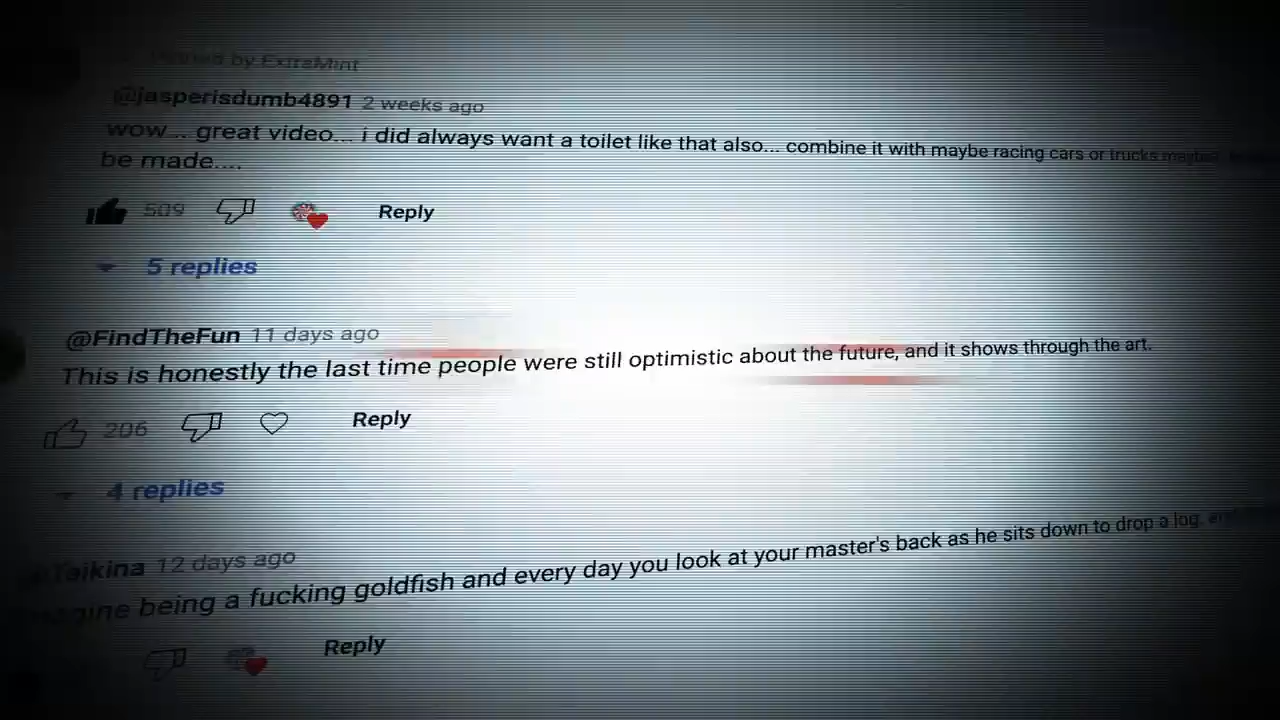 by ExtraMint
@jasperisdumb4891 2 weeks ago
wow... great video... i did always want a toilet like that also... combine it with maybe racing cars or trucks maybe
be made....
509 Reply
5 replies
@FindTheFun 11 days ago
This is honestly the last time people were still optimistic about the future, and it shows through the art.
206 Reply
4 replies
@Taikina 12 days ago
being a fucking goldfish and every day you look at your master's back as he sits down to drop a log,
Reply